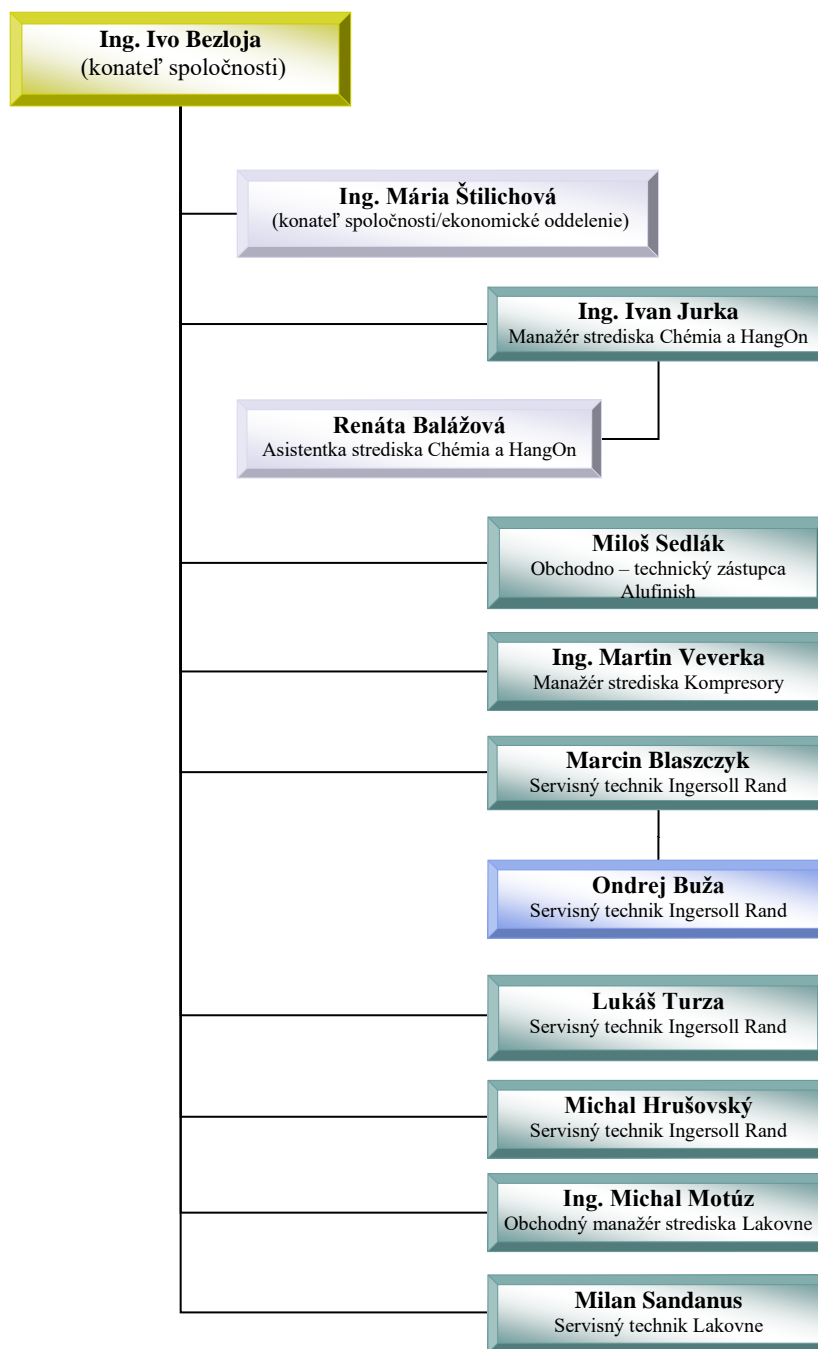 Ing. Ivo Bezloja
(konateľ spoločnosti)
Ing. Mária Štilichová
(konateľ spoločnosti/ekonomické oddelenie)
Ing. Ivan Jurka
Manažér strediska Chémia a HangOn
Renáta Balážová
Asistentka strediska Chémia a HangOn
Miloš Sedlák
Obchodno – technický zástupca
Alufinish
Ing. Martin Veverka
Manažér strediska Kompresory
Marcin Blaszczyk
Servisný technik Ingersoll Rand
Ondrej Buža
Servisný technik Ingersoll Rand
Lukáš Turza
Servisný technik Ingersoll Rand
Michal Hrušovský
Servisný technik Ingersoll Rand
Ing. Michal Motúz
Obchodný manažér strediska Lakovne
Milan Sandanus
Servisný technik Lakovne